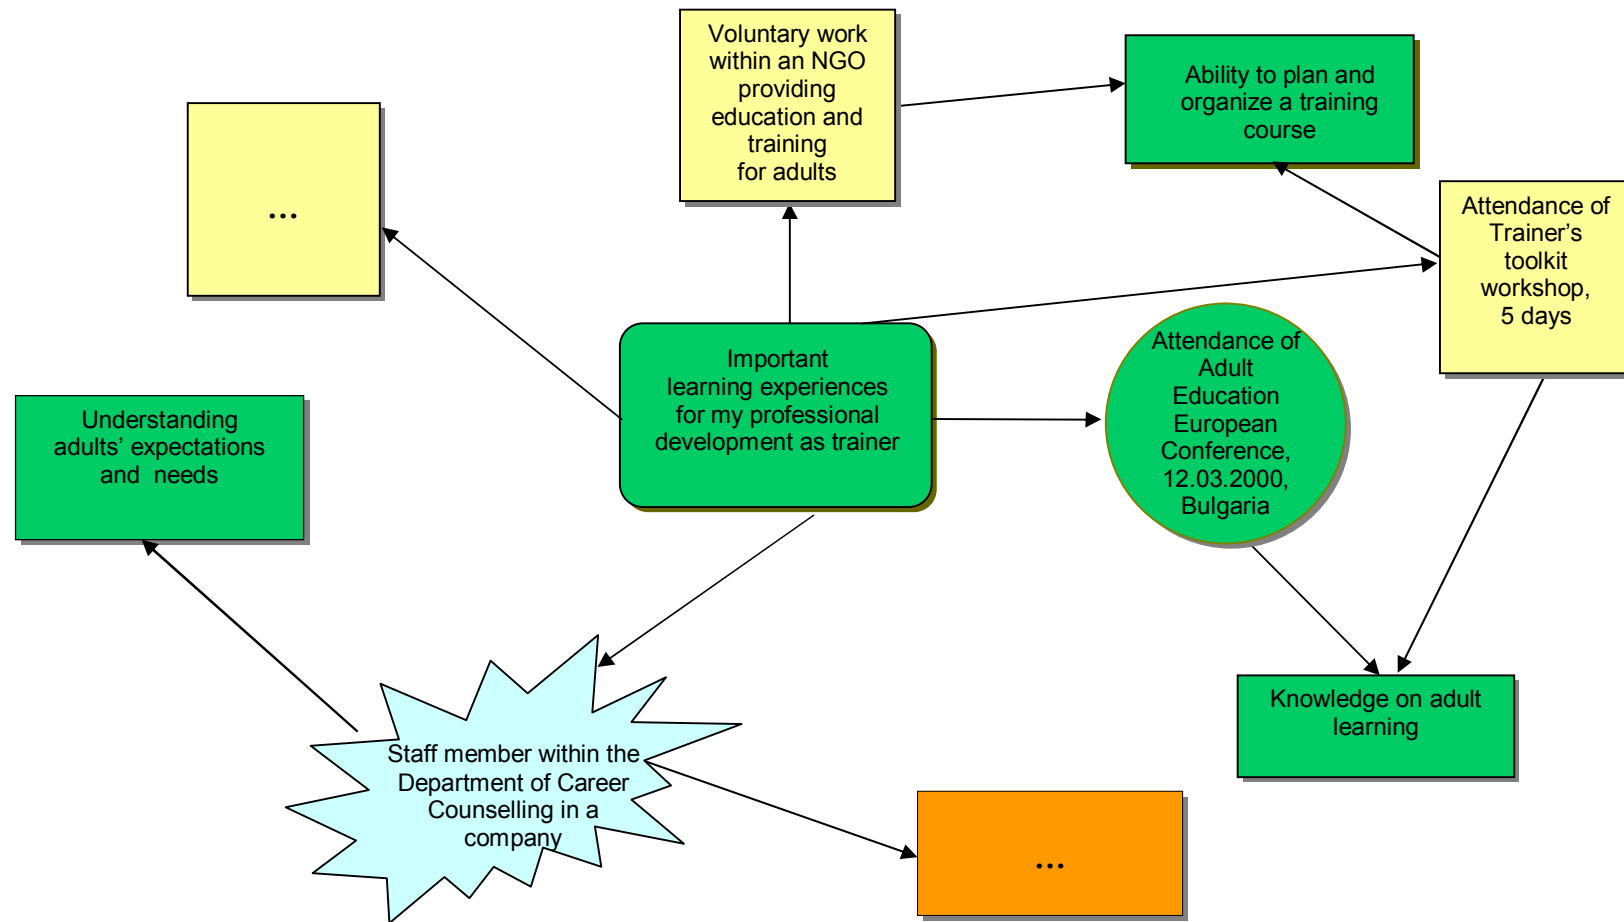 Voluntary work
within an NGO
providing
education and
training
for adults
Ability to plan and
organize a training
course
...
Attendance of
Trainer’s
toolkit
workshop,
5 days
Important
learning experiences
for my professional
development as trainer
Attendance of
Adult
Education
European
Conference,
12.03.2000,
Bulgaria
Understanding
adults’ expectations
and needs
Knowledge on adult
learning
Staff member within the
Department of Career
Counselling in a
company
...